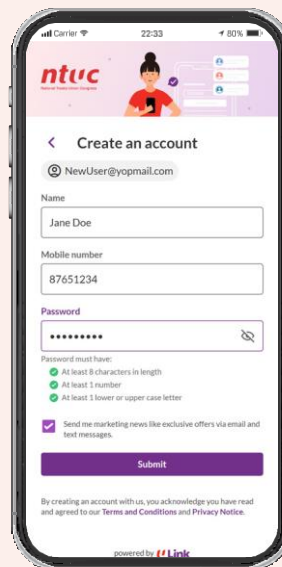 Carrier 22:33 80%
ntuc
National Trades Union Congress
Create an account
NewUser@yopmail.com
Name
Jane Doe
Mobile number
87651234
Password
•••••••••
Password must have:
At least 8 characters in length
At least 1 number
At least 1 lower or upper case letter
Send me marketing news like exclusive offers via email and
text messages.
Submit
By creating an account with us, you acknowledge you have read
and agreed to our Terms and Conditions and Privacy Notice.
powered by U Link